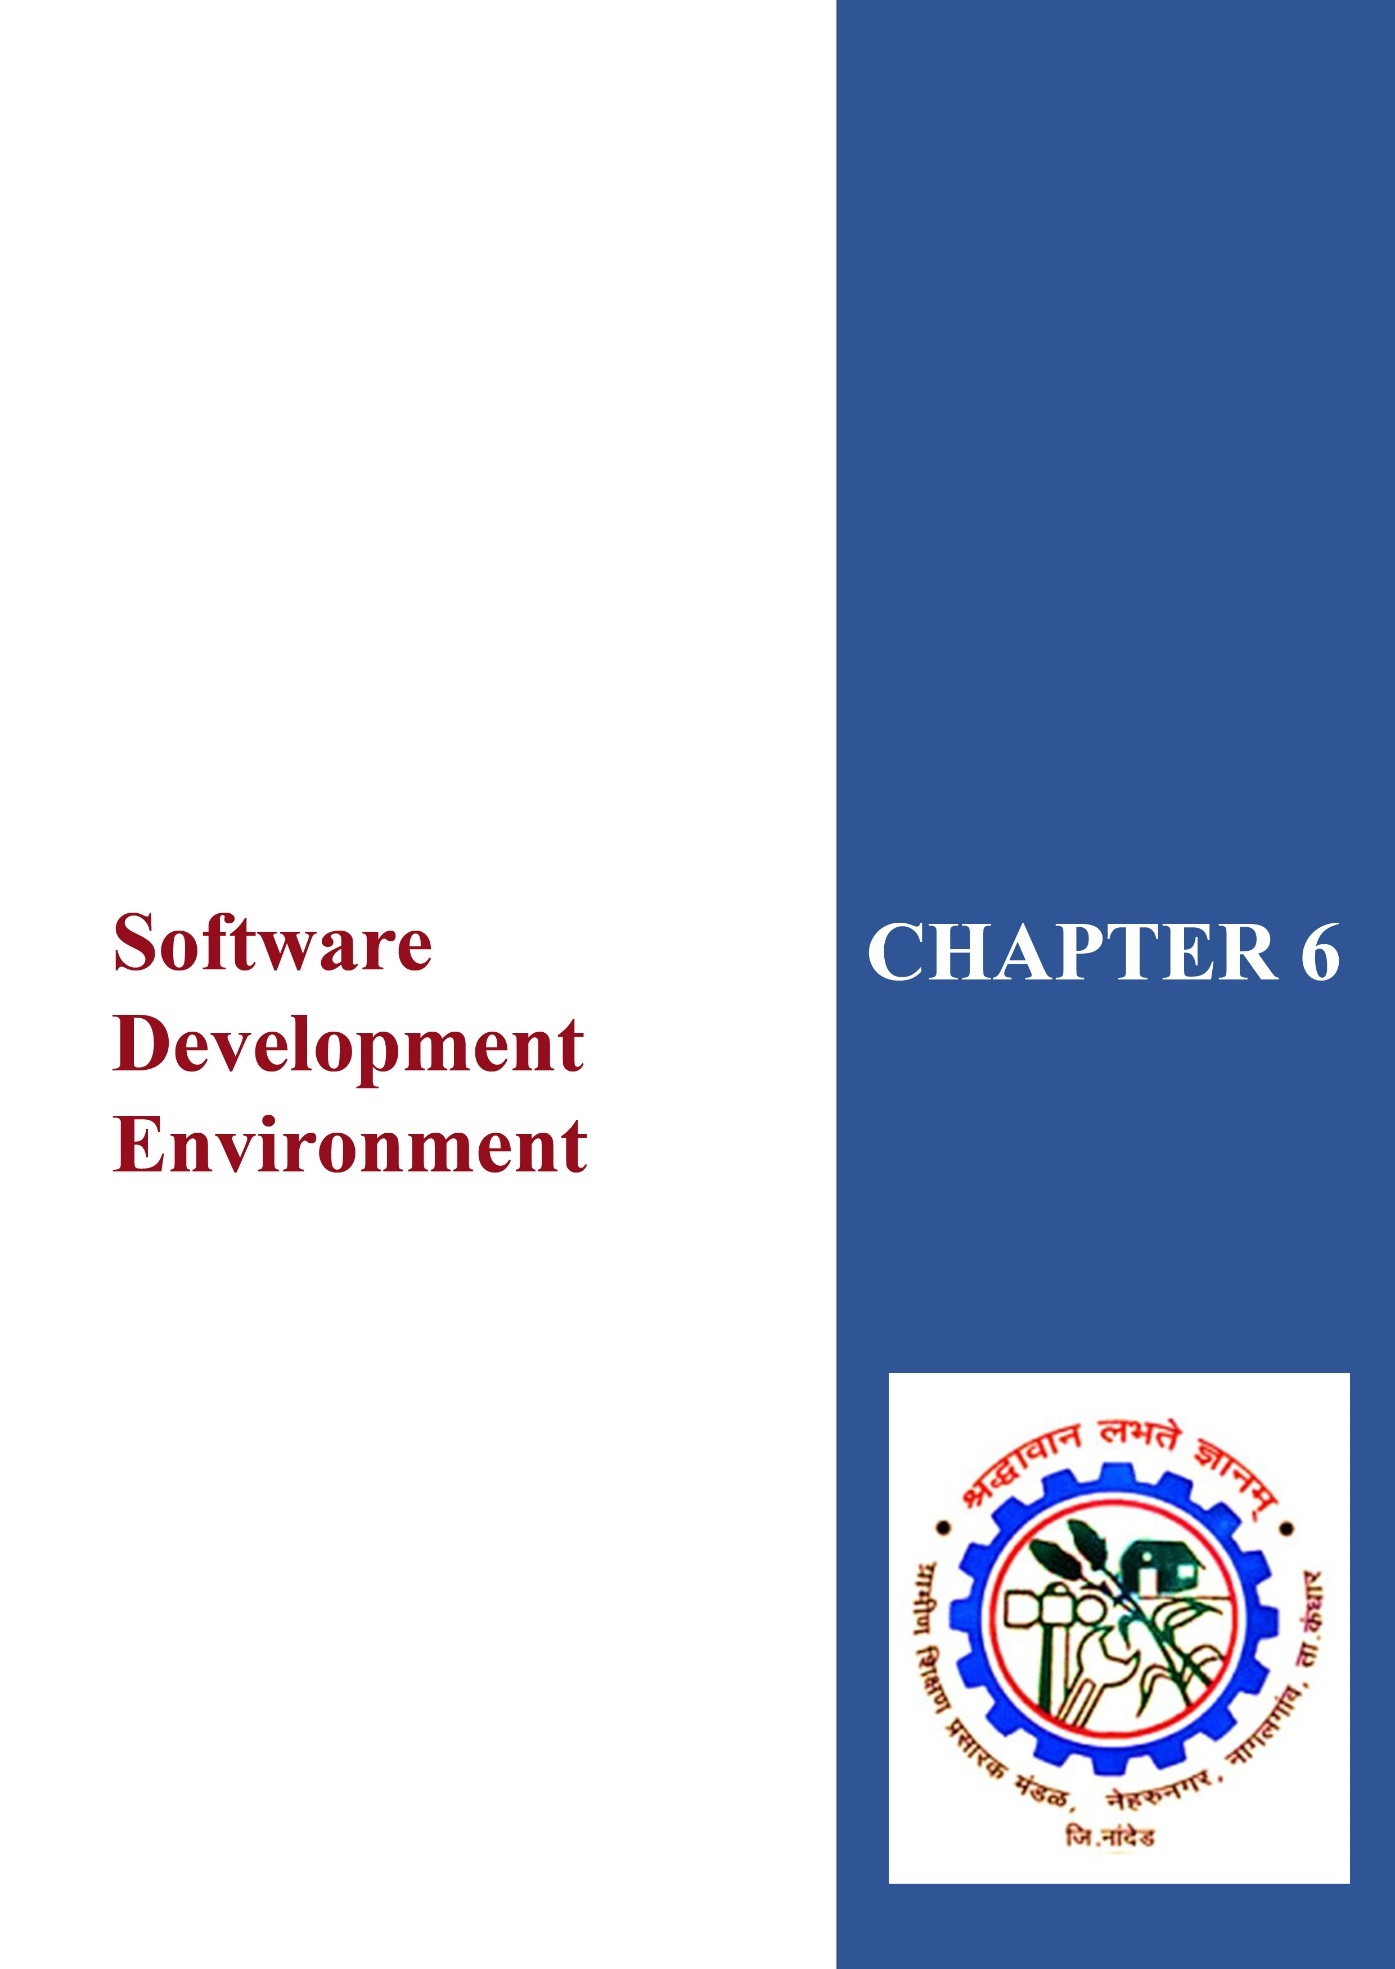 Software
Development
Environment
CHAPTER 6
श्रद्धावान लभते ज्ञानम्
ग्रामीण शिक्षण प्रसारक मंडळ, नेहरुनगर, नागलगांव, ता.कंधार
जि.नांदेड